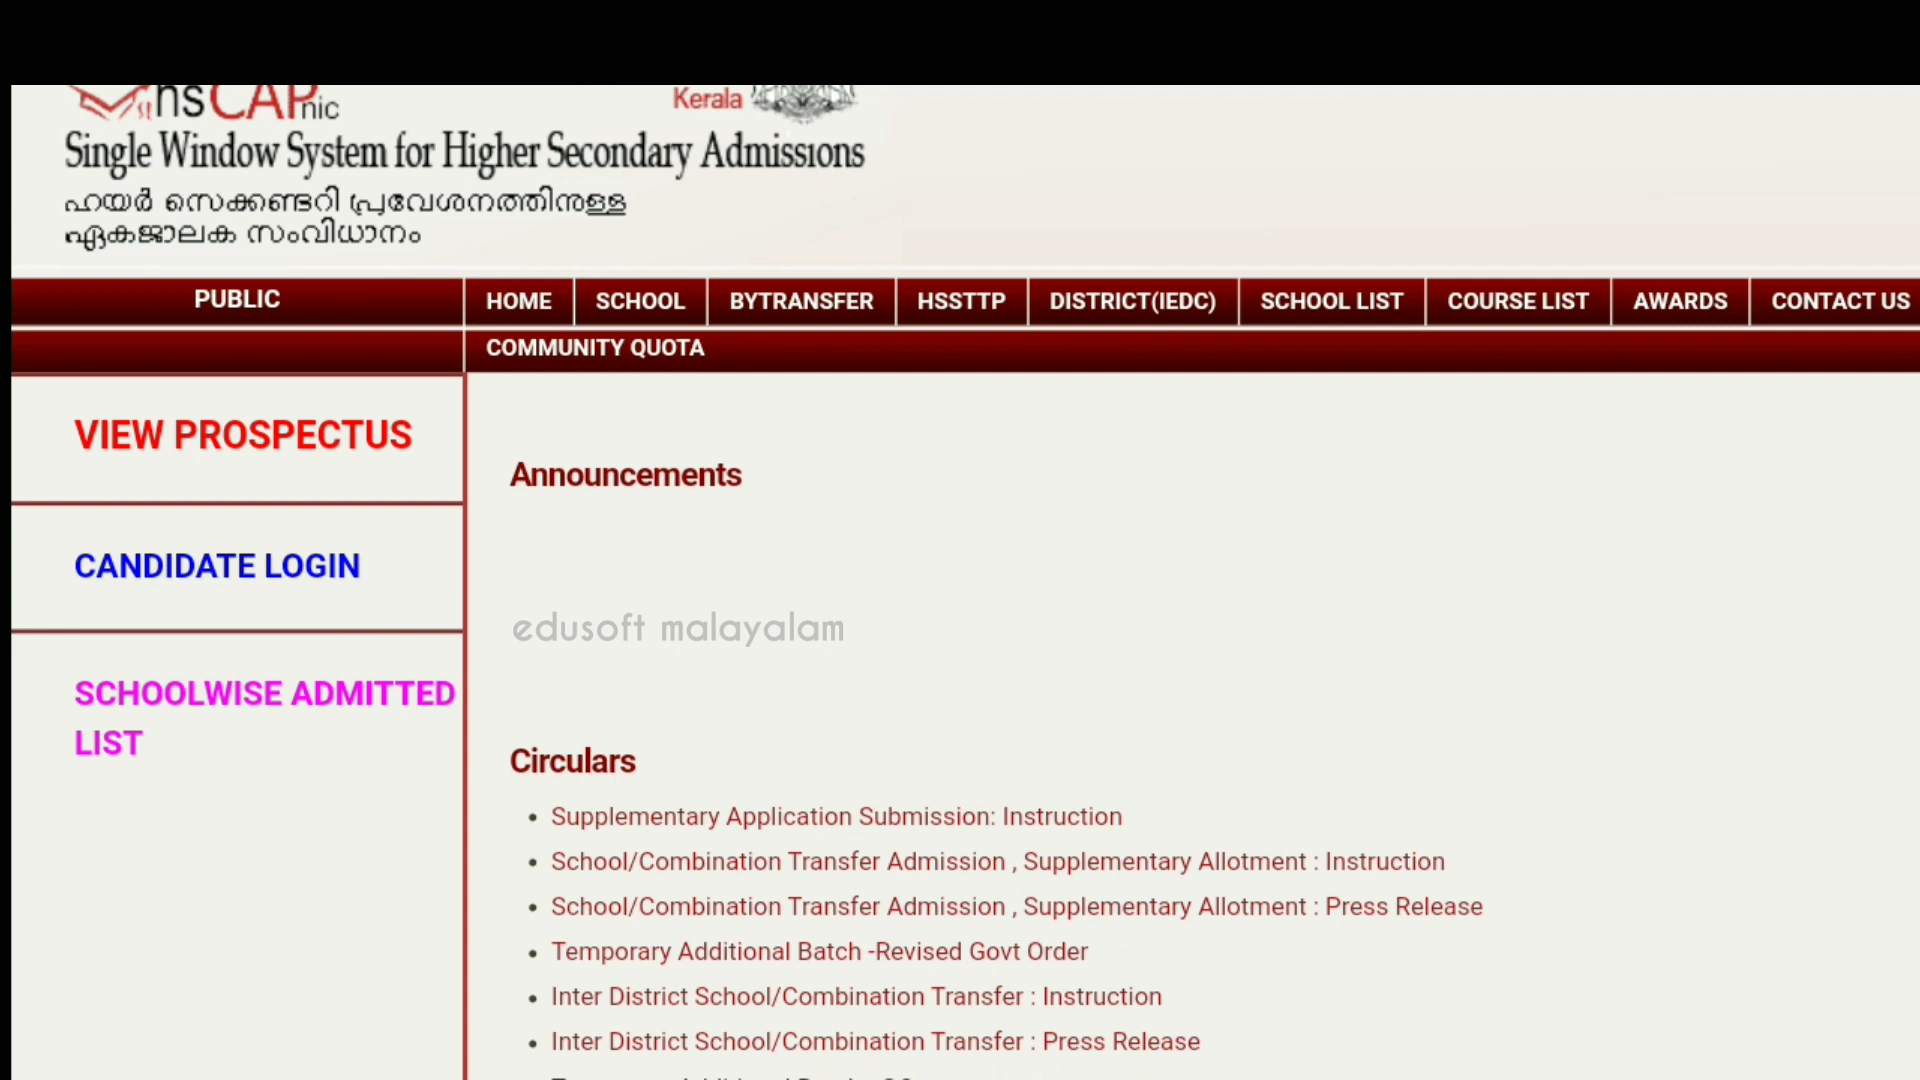 hsCAPnic
Kerala
Single Window System for Higher Secondary Admissions
ഹയർ സെക്കണ്ടറി പ്രവേശനത്തിനുള്ള
ഏകജാലക സംവിധാനം
PUBLIC
HOME SCHOOL BYTRANSFER HSSTTP DISTRICT(IEDC) SCHOOL LIST COURSE LIST AWARDS CONTACT US
COMMUNITY QUOTA
VIEW PROSPECTUS
CANDIDATE LOGIN
SCHOOLWISE ADMITTED
LIST
Announcements
edusoft malayalam
Circulars
Supplementary Application Submission: Instruction
School/Combination Transfer Admission , Supplementary Allotment : Instruction
School/Combination Transfer Admission , Supplementary Allotment : Press Release
Temporary Additional Batch -Revised Govt Order
Inter District School/Combination Transfer : Instruction
Inter District School/Combination Transfer : Press Release